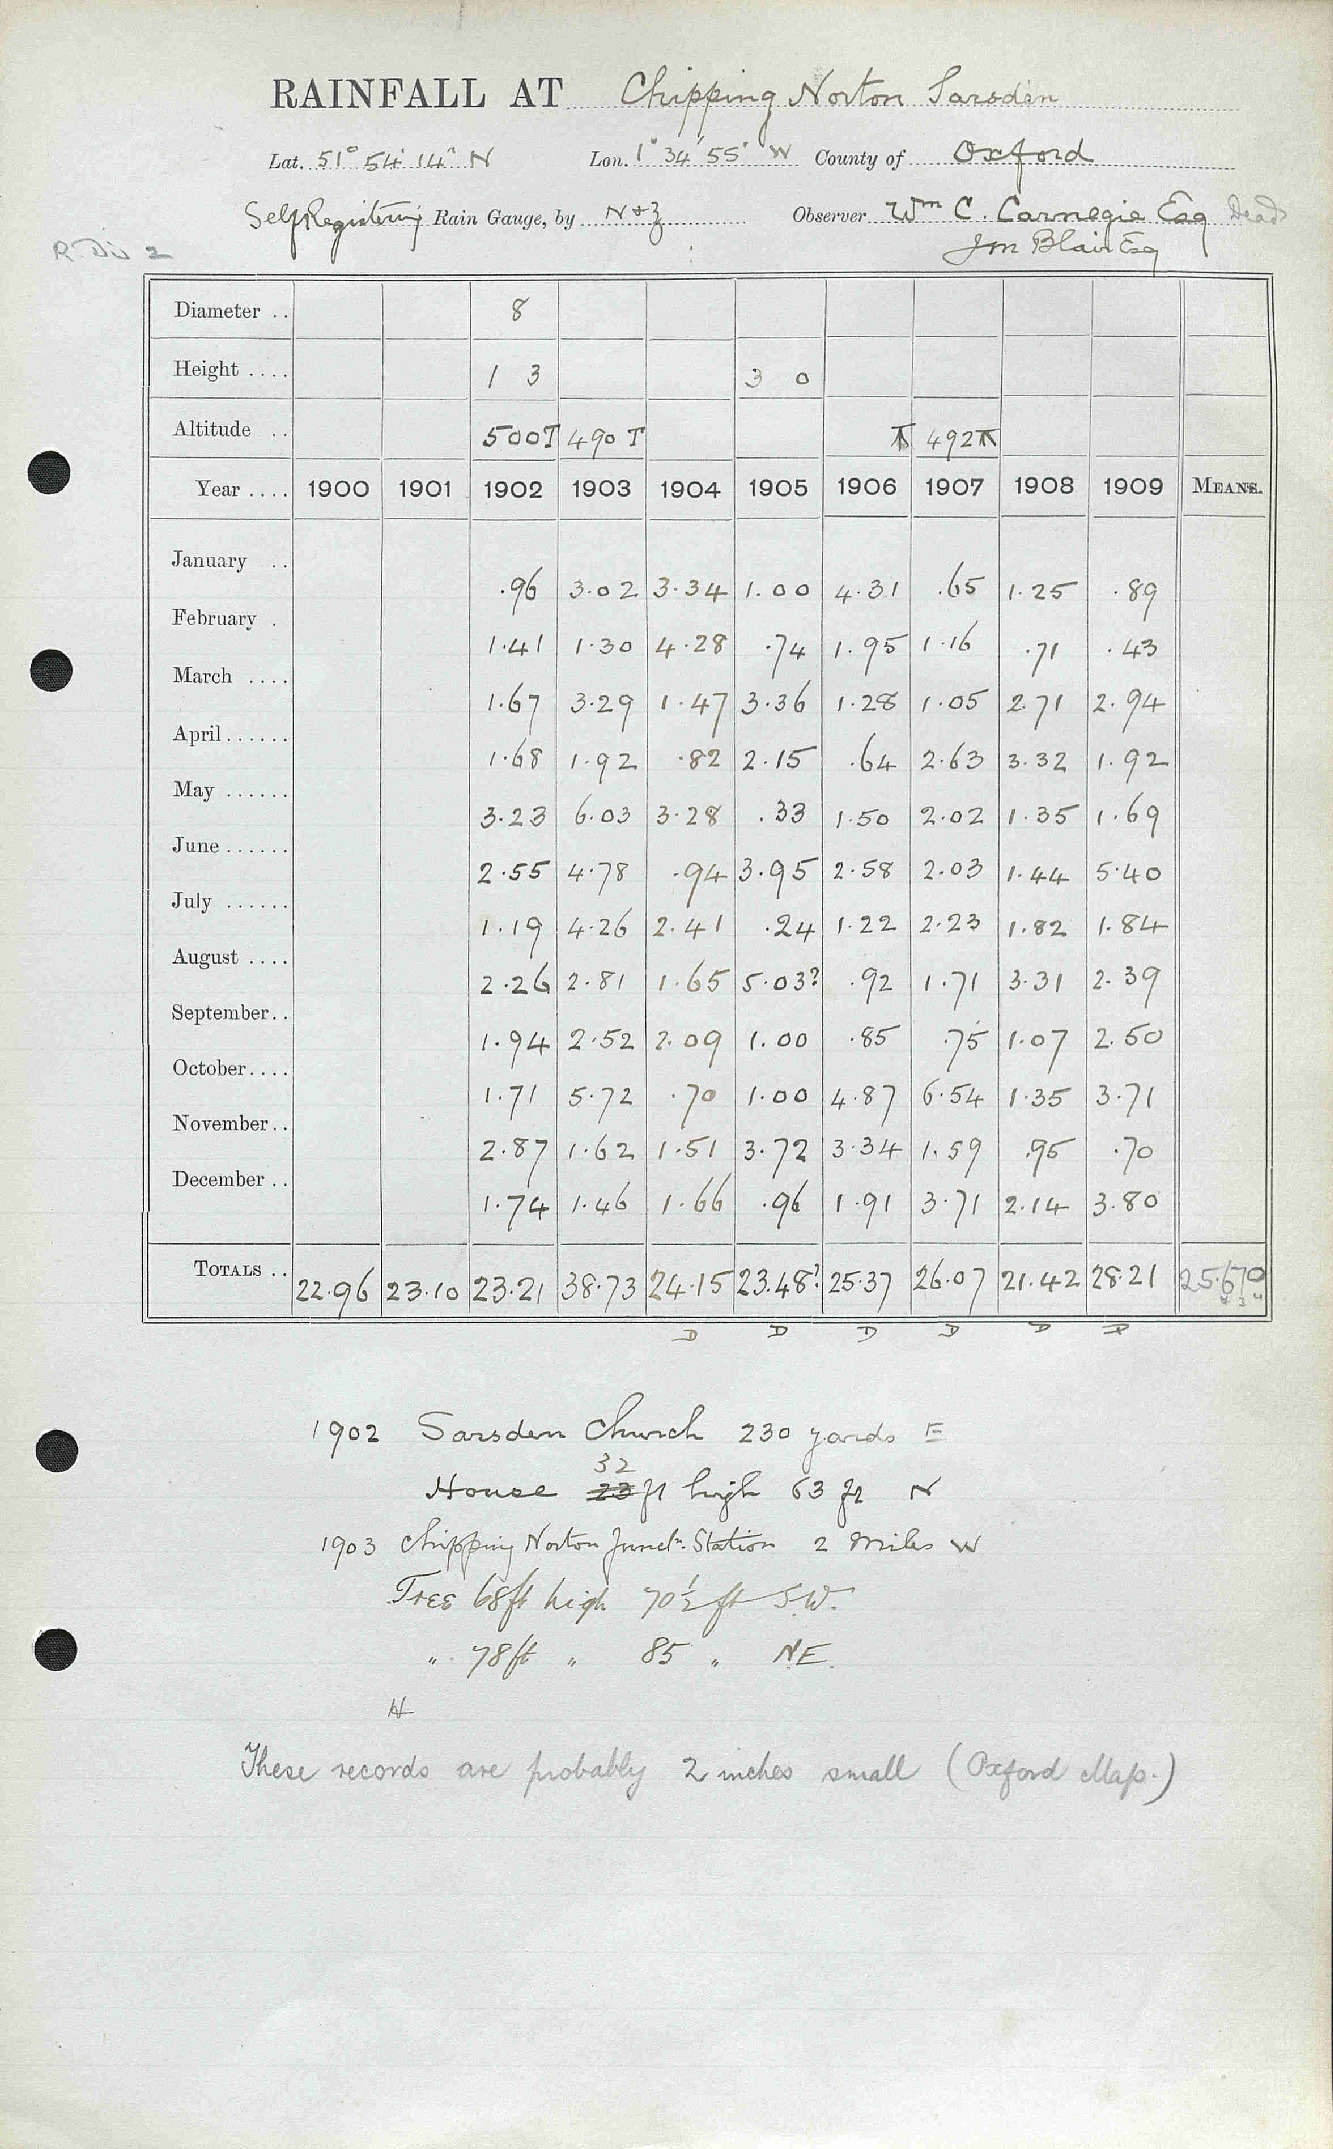 RAINFALL AT Chipping Norton Sarsden
Lat. 51° 54' 14" N Lon. 1° 34' 55" W County of Oxford
Self Registering Rain Gauge, by N & Z Observer Wm C. Carnegie Esq Dead
R. Div 2 Jno Blair Esq
Diameter .. 8
Height .... 1 3 3 0
Altitude .. 500T 490T 492
Year .... 1900 1901 1902 1903 1904 1905 1906 1907 1908 1909 MEANS.
January .. .96 3.02 3.34 1.00 4.31 .65 1.25 .89
February . 1.41 1.30 4.28 .74 1.95 1.16 .71 .43
March .... 1.67 3.29 1.47 3.36 1.28 1.05 2.71 2.94
April ...... 1.68 1.92 .82 2.15 .64 2.63 3.32 1.92
May ...... 3.23 6.03 3.28 .33 1.50 2.02 1.35 1.69
June ...... 2.55 4.78 .94 3.95 2.58 2.03 1.44 5.40
July ...... 1.19 4.26 2.41 .24 1.22 2.23 1.82 1.84
August .... 2.26 2.81 1.65 5.03? .92 1.71 3.31 2.39
September.. 1.94 2.52 2.09 1.00 .85 .75 1.07 2.50
October.... 1.71 5.72 .70 1.00 4.87 6.54 1.35 3.71
November.. 2.87 1.62 1.51 3.72 3.34 1.59 .95 .70
December .. 1.74 1.46 1.66 .96 1.91 3.71 2.14 3.80
TOTALS .. 22.96 23.10 23.21 38.73 24.15 23.48? 25.37 26.07 21.42 28.21 25.670
D D D D D D
1902 Sarsden Church 230 yards E
32
House 23 ft high 63 ft N
1903 Chipping Norton Junctn. Station 2 miles W
Tree 68ft high 70½ ft S.W.
" 78ft " 85 " NE.
H
These records are probably 2 inches small (Oxford Map.)